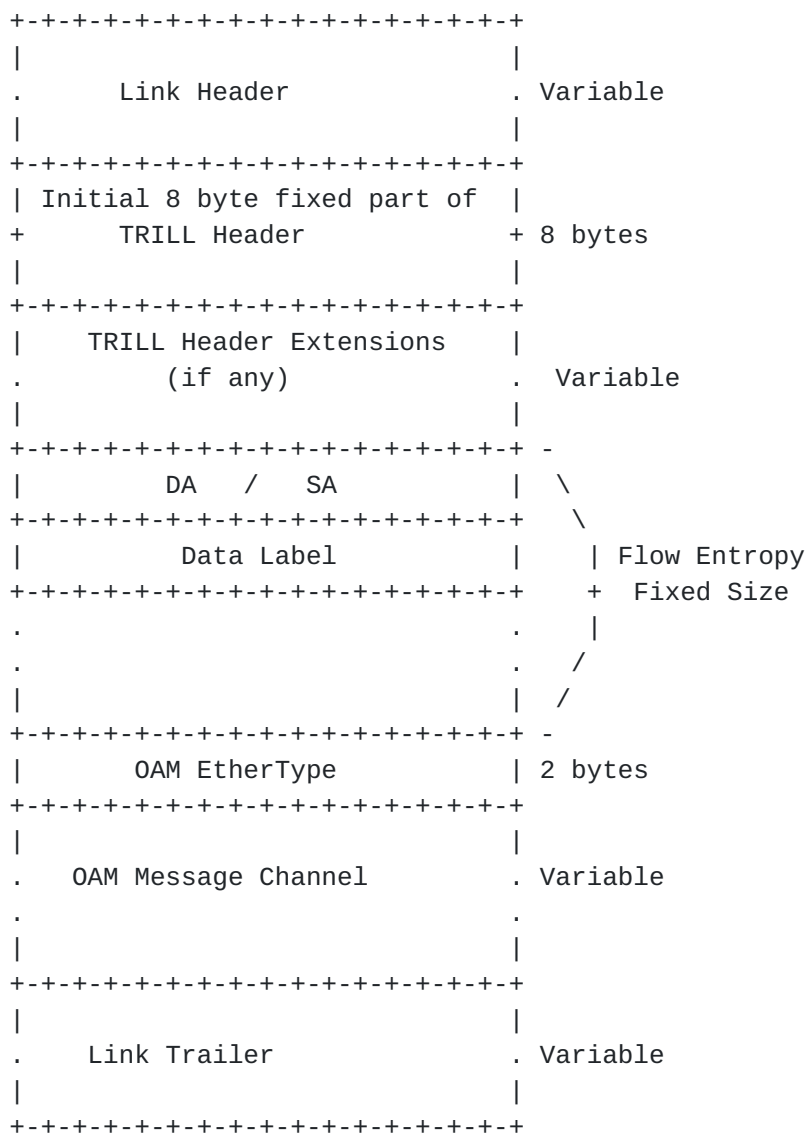 +-+-+-+-+-+-+-+-+-+-+-+-+-+-+-+-+
|                               |
.      Link Header              . Variable
|                               |
+-+-+-+-+-+-+-+-+-+-+-+-+-+-+-+-+
| Initial 8 byte fixed part of  |
+      TRILL Header             + 8 bytes
|                               |
+-+-+-+-+-+-+-+-+-+-+-+-+-+-+-+-+
|    TRILL Header Extensions    |
.         (if any)              .  Variable
|                               |
+-+-+-+-+-+-+-+-+-+-+-+-+-+-+-+-+ -
|         DA   /   SA           |  \
+-+-+-+-+-+-+-+-+-+-+-+-+-+-+-+-+   \
|          Data Label           |    | Flow Entropy
+-+-+-+-+-+-+-+-+-+-+-+-+-+-+-+-+    +  Fixed Size
.                               .    |
.                               .   /
|                               |  /
+-+-+-+-+-+-+-+-+-+-+-+-+-+-+-+-+ -
|       OAM EtherType           | 2 bytes
+-+-+-+-+-+-+-+-+-+-+-+-+-+-+-+-+
|                               |
.   OAM Message Channel         . Variable
.                               .
|                               |
+-+-+-+-+-+-+-+-+-+-+-+-+-+-+-+-+
|                               |
.    Link Trailer               . Variable
|                               |
+-+-+-+-+-+-+-+-+-+-+-+-+-+-+-+-+